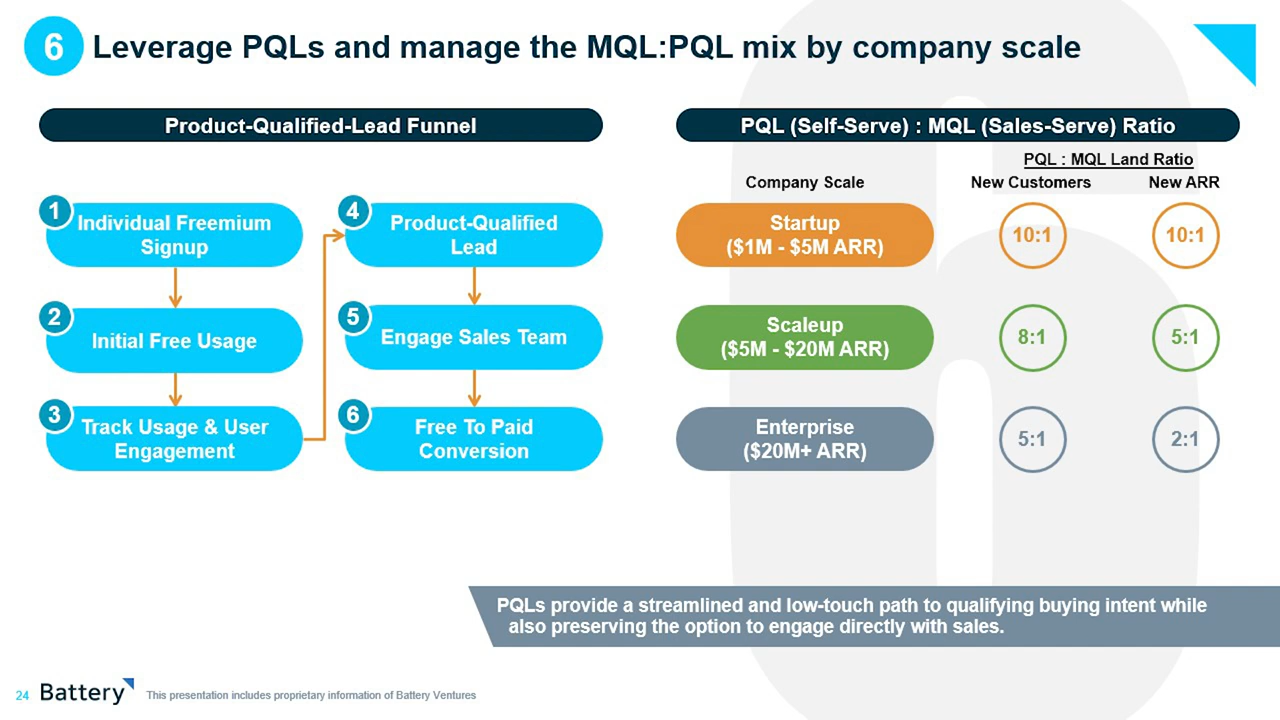 6
Leverage PQLs and manage the MQL:PQL mix by company scale
Product-Qualified-Lead Funnel
1
Individual Freemium
Signup
2
Initial Free Usage
3
Track Usage & User
Engagement
4
Product-Qualified
Lead
5
Engage Sales Team
6
Free To Paid
Conversion
PQL (Self-Serve) : MQL (Sales-Serve) Ratio
PQL : MQL Land Ratio
Company Scale New Customers New ARR
Startup
($1M - $5M ARR)
10:1 10:1
Scaleup
($5M - $20M ARR)
8:1 5:1
Enterprise
($20M+ ARR)
5:1 2:1
PQLs provide a streamlined and low-touch path to qualifying buying intent while
also preserving the option to engage directly with sales.
24 Battery This presentation includes proprietary information of Battery Ventures